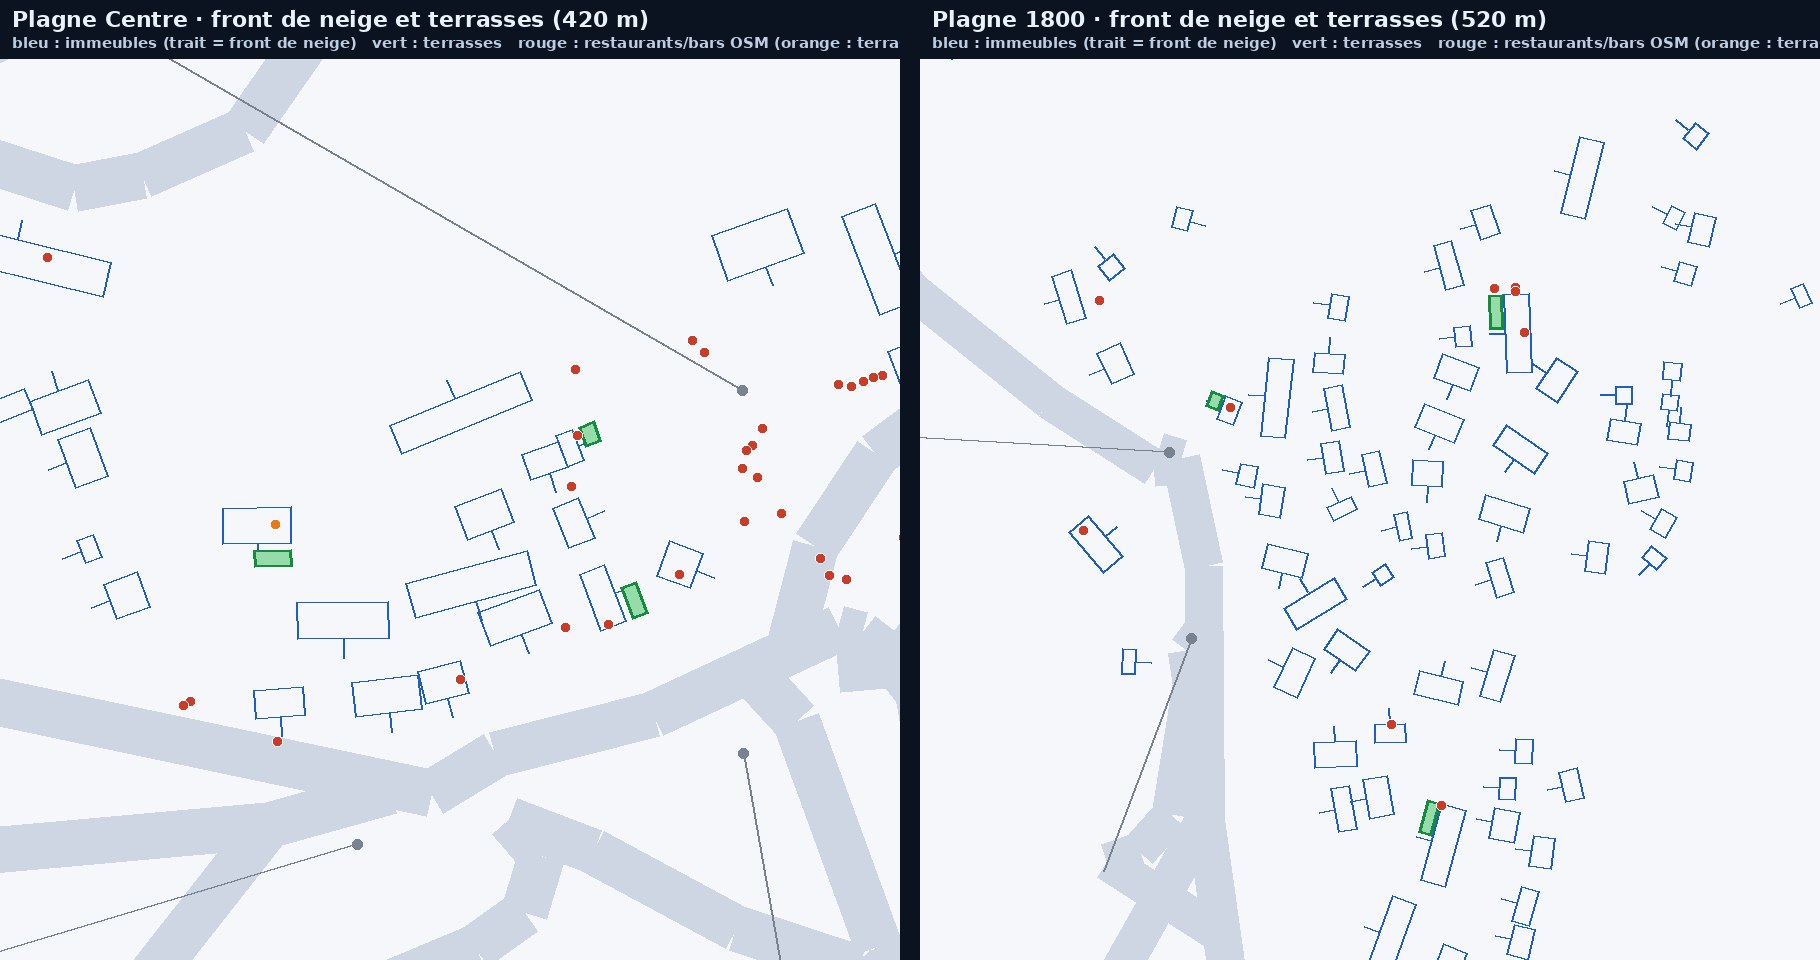 Plagne Centre · front de neige et terrasses (420 m)
bleu : immeubles (trait = front de neige)   vert : terrasses   rouge : restaurants/bars OSM (orange : terra
Plagne 1800 · front de neige et terrasses (520 m)
bleu : immeubles (trait = front de neige)   vert : terrasses   rouge : restaurants/bars OSM (orange : terra